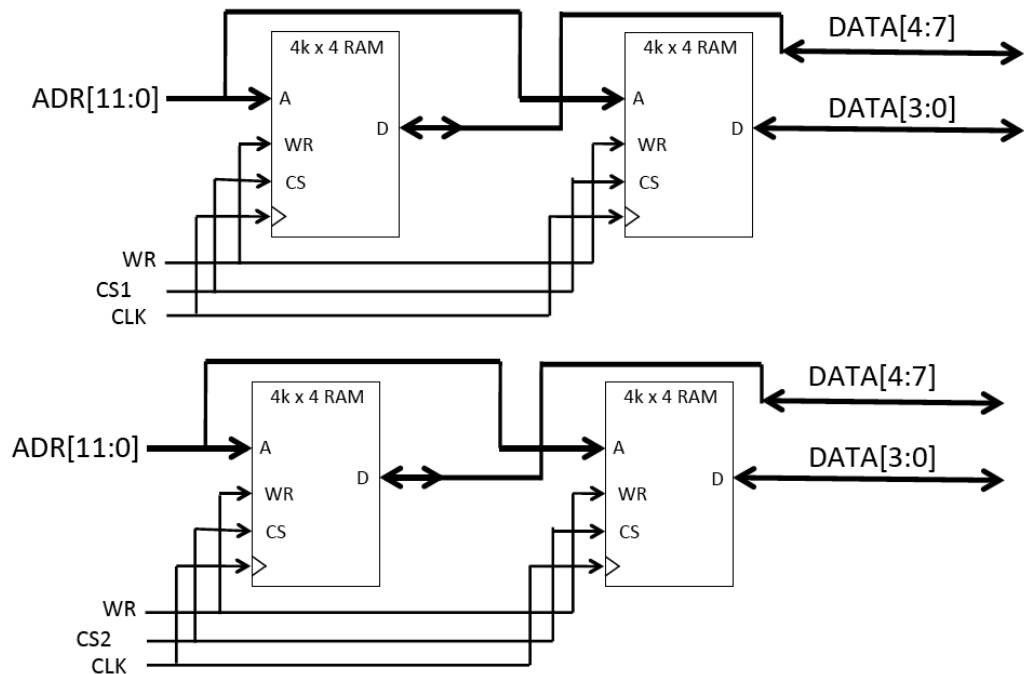 4k x 4 RAM
4k x 4 RAM
DATA[4:7]
ADR[11:0]
A
A
DATA[3:0]
D
D
WR
WR
CS
CS
WR
CS1
CLK
4k x 4 RAM
4k x 4 RAM
DATA[4:7]
ADR[11:0]
A
A
DATA[3:0]
D
D
WR
WR
CS
CS
WR
CS2
CLK